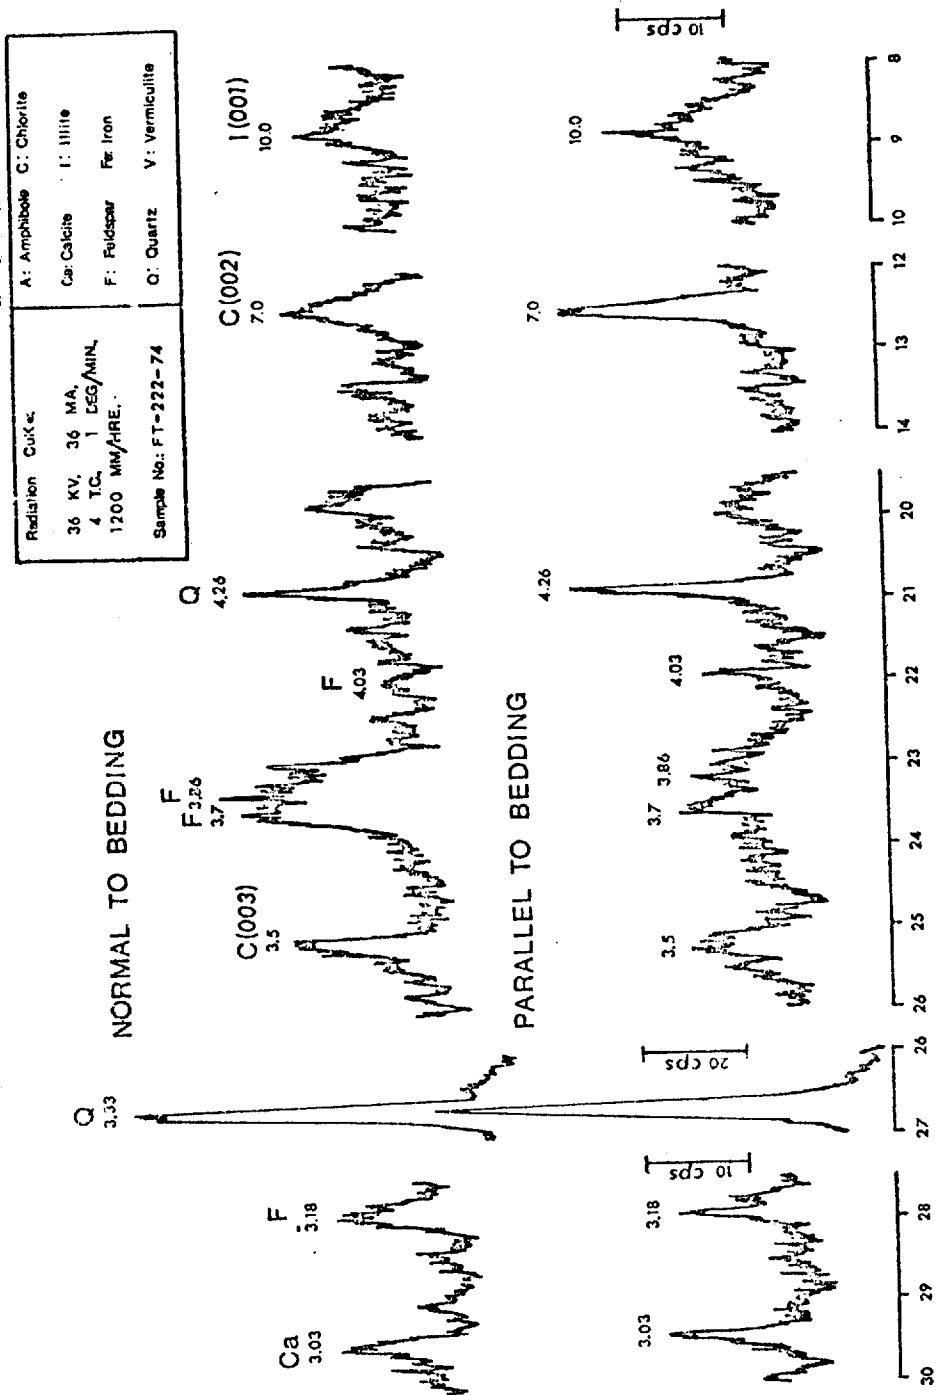 Radiation CuKα
36 KV, 36 MA,
4 T.C., 1 DEG/MIN,
1200 MM/HRE.
Sample No.: FT-222-74
A: Amphibole C: Chlorite
Ca: Calcite I: Illite
F: Feldspar Fe: Iron
Q: Quartz V: Vermiculite
NORMAL TO BEDDING
Ca
3.03
F
3.18
Q
3.33
C(003)
3.5
F
3.7
F
3.26
F
4.03
Q
4.26
C(002)
7.0
I(001)
10.0
PARALLEL TO BEDDING
3.03
3.18
3.5
3.7
3.86
4.03
4.26
7.0
10.0
10 cps
20 cps
10 cps
30 29 28
27 26
26 25 24 23 22 21 20
14 13 12
10 9 8